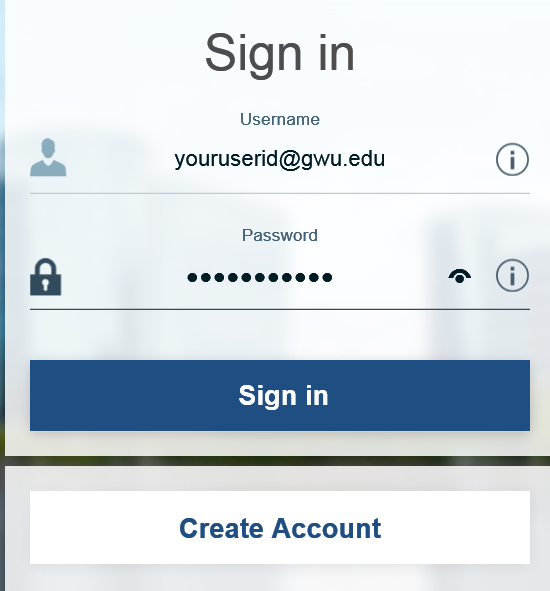 Sign in
Username
youruserid@gwu.edu
Password
•••••••••••
Sign in
Create Account